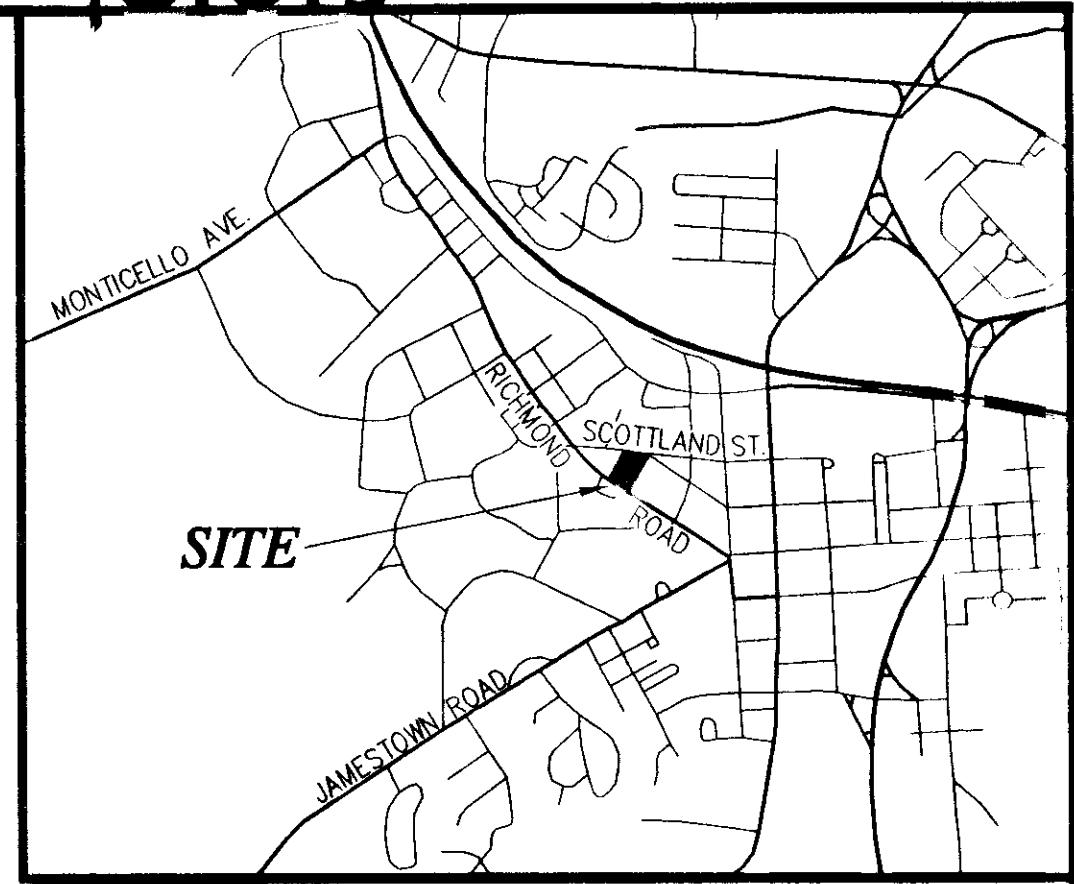 MONTICELLO AVE.
RICHMOND
SCOTTLAND ST.
ROAD
SITE
JAMESTOWN ROAD